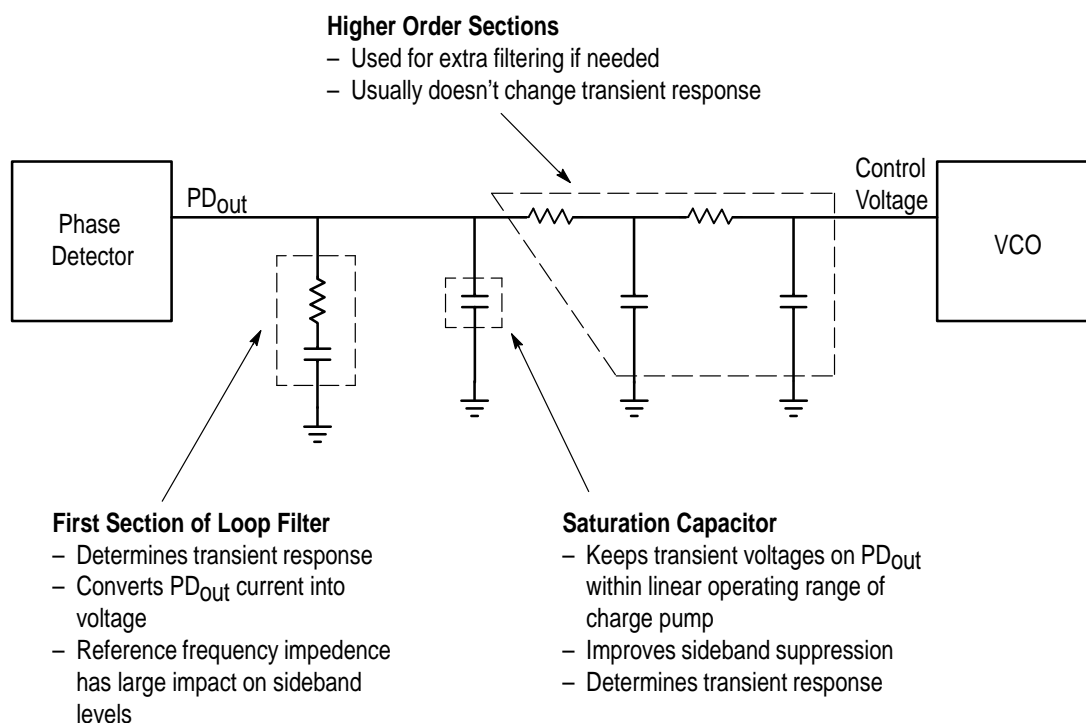 Higher Order Sections
– Used for extra filtering if needed
– Usually doesn't change transient response
Phase
Detector
PDout
Control
Voltage
VCO
First Section of Loop Filter
– Determines transient response
– Converts PDout current into
voltage
– Reference frequency impedence
has large impact on sideband
levels
Saturation Capacitor
– Keeps transient voltages on PDout
within linear operating range of
charge pump
– Improves sideband suppression
– Determines transient response